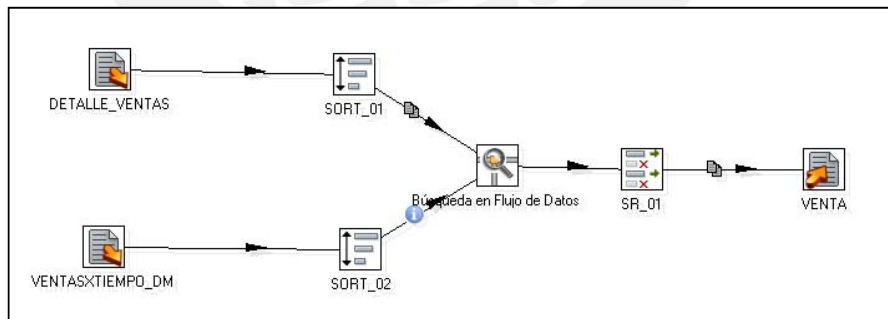 DETALLE_VENTAS
SORT_01
Búsqueda en Flujo de Datos
SR_01
VENTA
VENTASXTIEMPO_DM
SORT_02